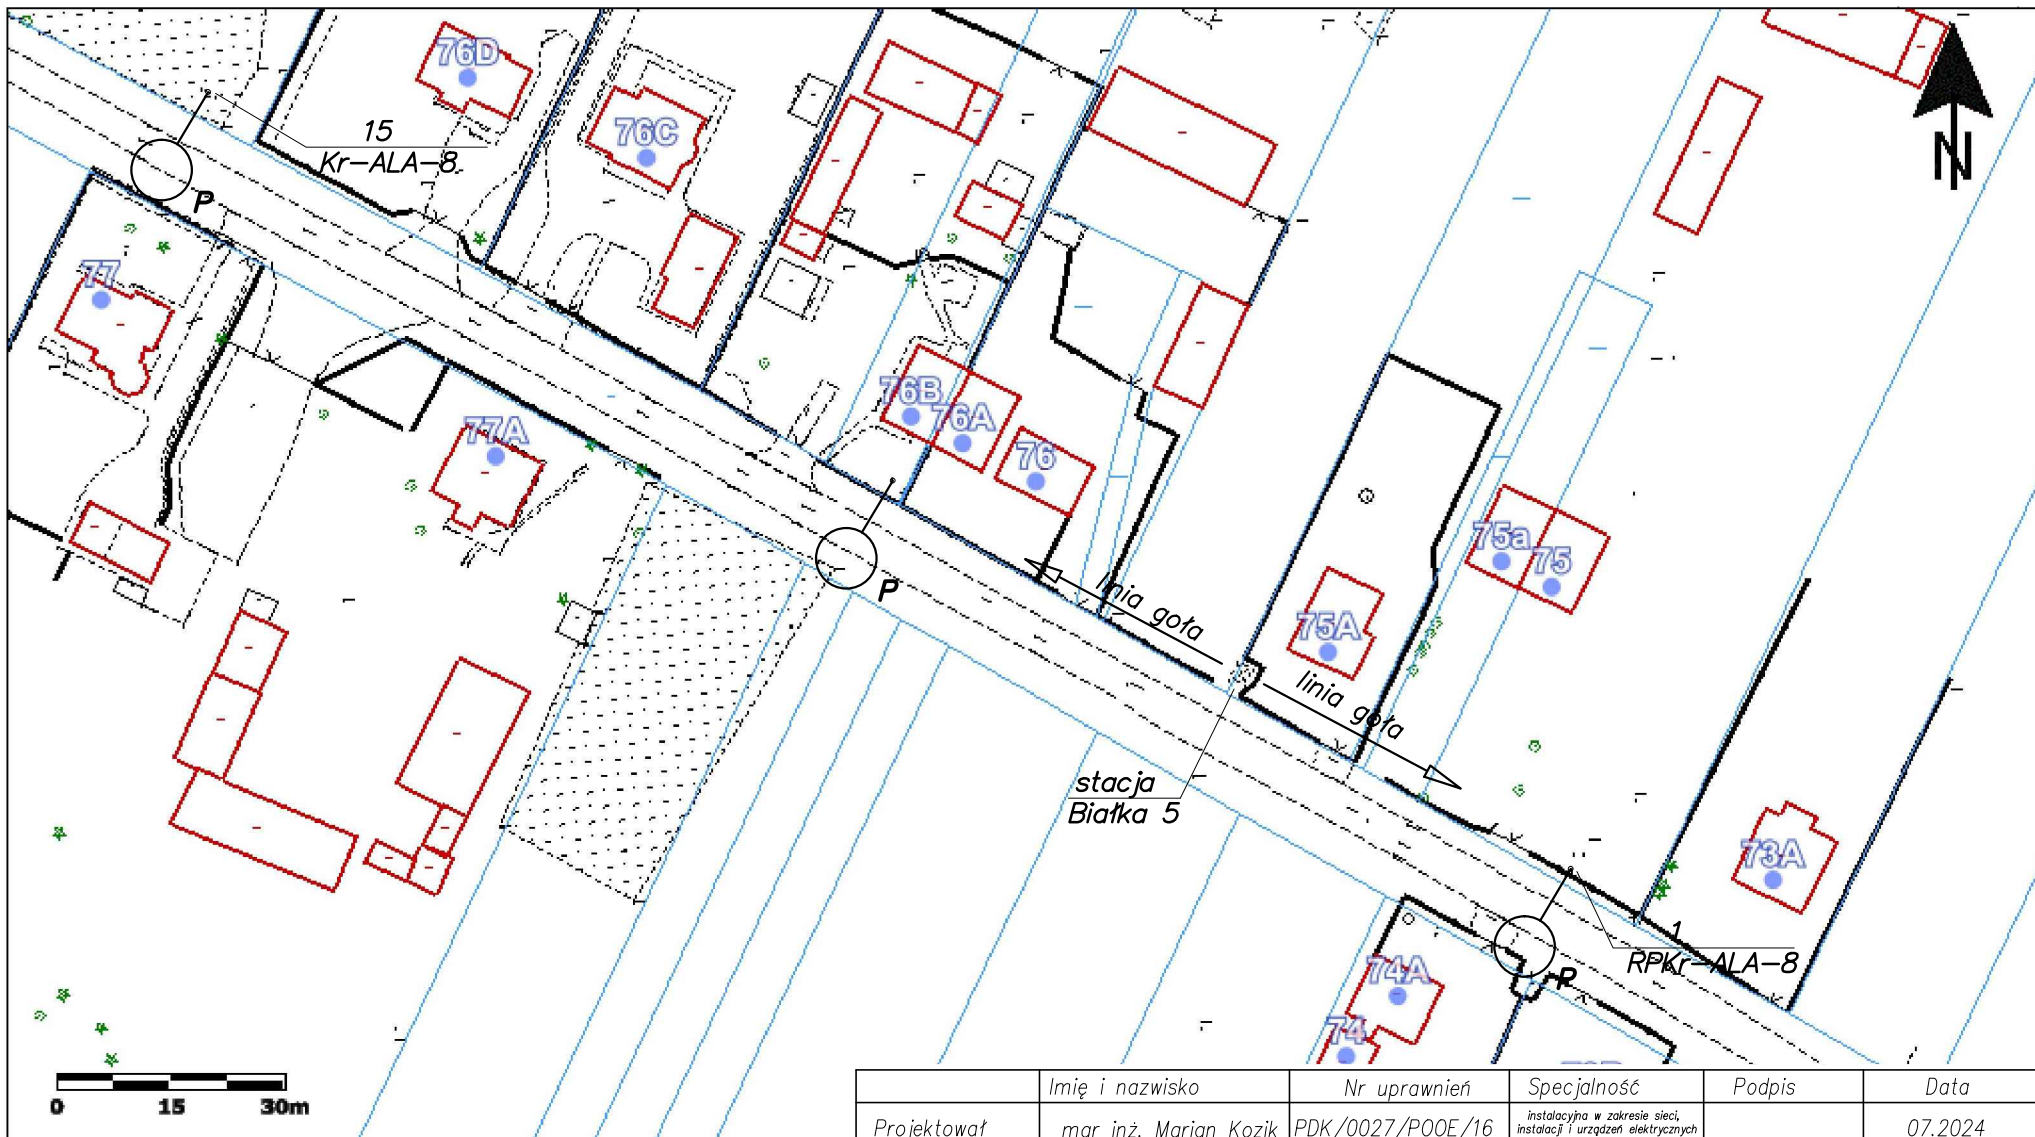 76D
15
Kr-ALA-8
76C
P
N
77
76B
76A
76
77A
75a
75
P
linia goła
75A
linia goła
stacja
Białka 5
73A
1
RPKr-ALA-8
74A
P
74
0 15 30m
Imię i nazwisko Nr uprawnień Specjalność Podpis Data
Projektował mgr inż. Marian Kozik PDK/0027/POOE/16 instalacyjna w zakresie sieci, 07.2024
instalacji i urządzeń elektrycznych